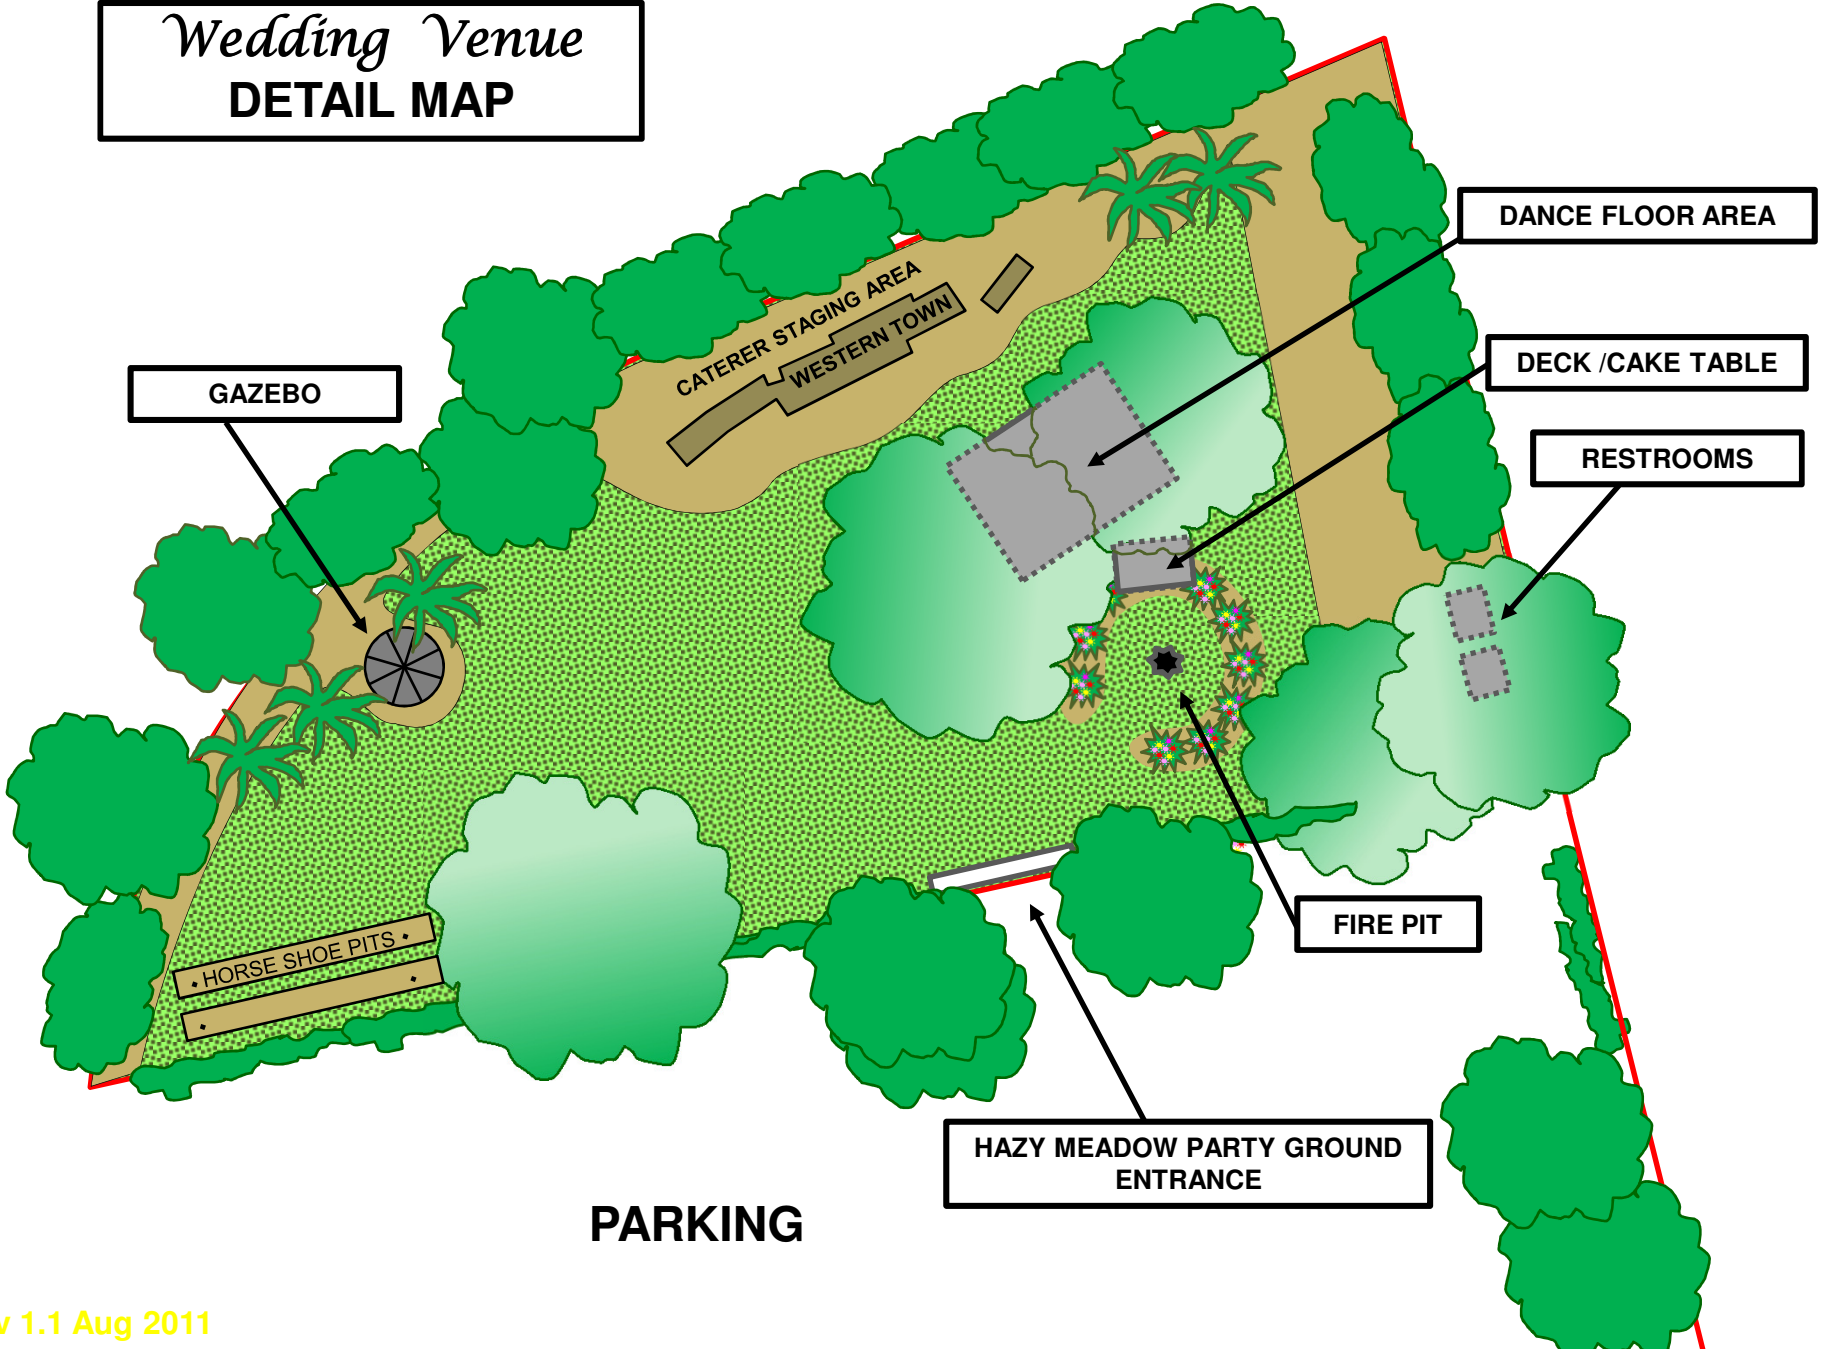 Wedding Venue
DETAIL MAP
DANCE FLOOR AREA
CATERER STAGING AREA
WESTERN TOWN
DECK /CAKE TABLE
GAZEBO
RESTROOMS
FIRE PIT
HORSE SHOE PITS
HAZY MEADOW PARTY GROUND
ENTRANCE
PARKING
v 1.1 Aug 2011